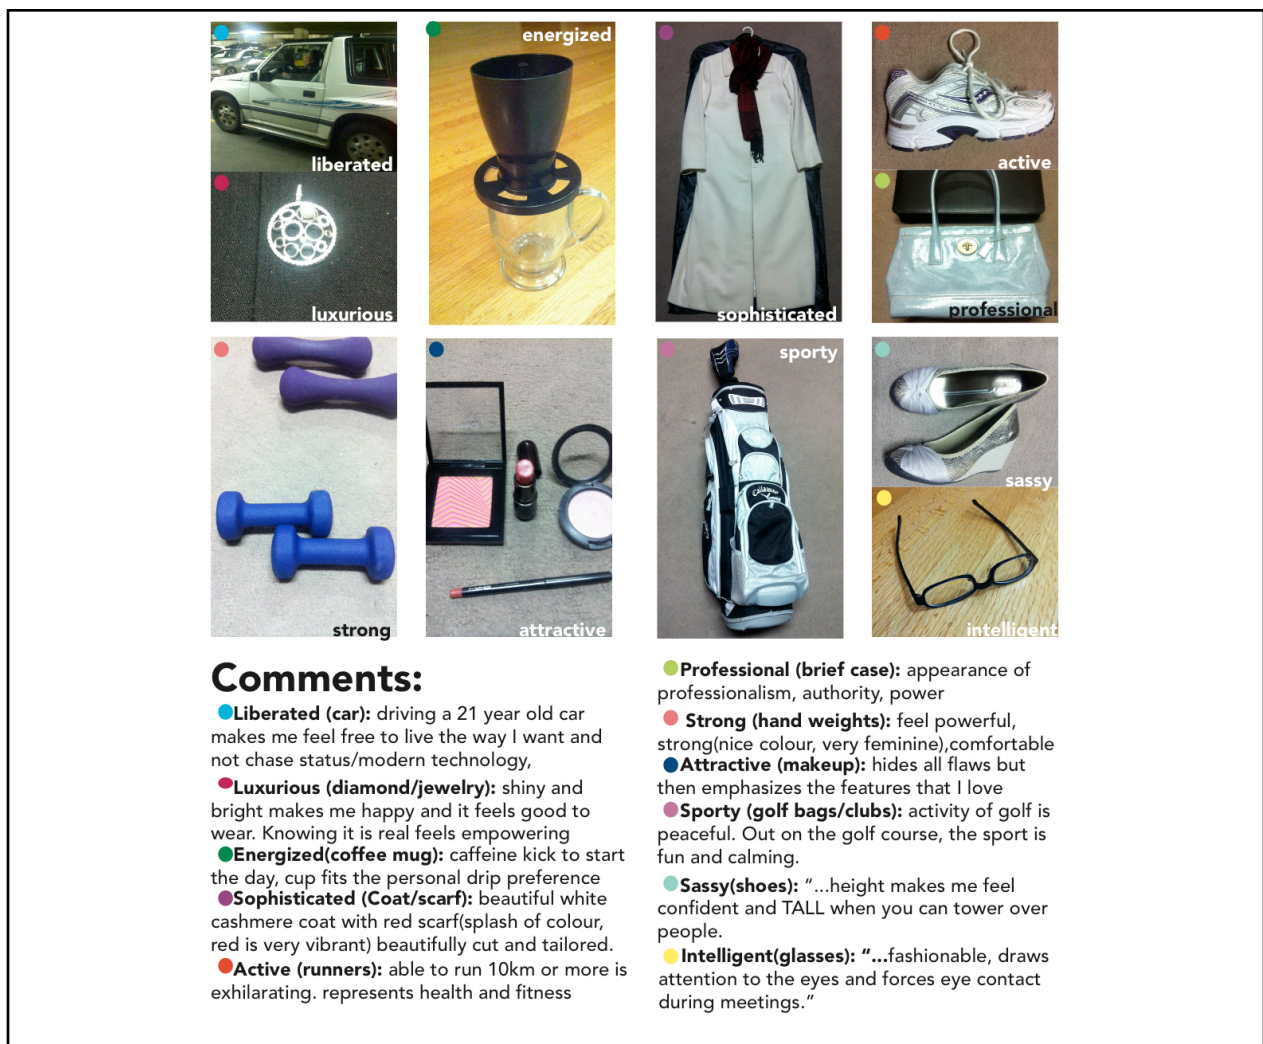 liberated
luxurious
energized
sophisticated
active
professional
strong
attractive
sporty
Callaway
sassy
intelligent
Comments:
Liberated (car): driving a 21 year old car
makes me feel free to live the way I want and
not chase status/modern technology,
Luxurious (diamond/jewelry): shiny and
bright makes me happy and it feels good to
wear. Knowing it is real feels empowering
Energized(coffee mug): caffeine kick to start
the day, cup fits the personal drip preference
Sophisticated (Coat/scarf): beautiful white
cashmere coat with red scarf(splash of colour,
red is very vibrant) beautifully cut and tailored.
Active (runners): able to run 10km or more is
exhilarating. represents health and fitness
Professional (brief case): appearance of
professionalism, authority, power
Strong (hand weights): feel powerful,
strong(nice colour, very feminine),comfortable
Attractive (makeup): hides all flaws but
then emphasizes the features that I love
Sporty (golf bags/clubs): activity of golf is
peaceful. Out on the golf course, the sport is
fun and calming.
Sassy(shoes): “...height makes me feel
confident and TALL when you can tower over
people.
Intelligent(glasses): “...fashionable, draws
attention to the eyes and forces eye contact
during meetings.”